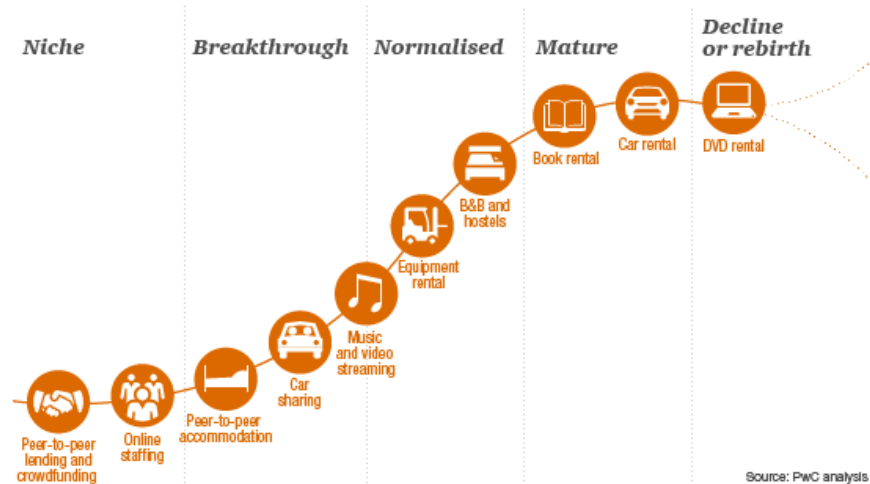 Niche
Breakthrough
Normalised
Mature
Decline
or rebirth
Peer-to-peer
lending and
crowdfunding
Online
staffing
Peer-to-peer
accommodation
Car
sharing
Music
and video
streaming
Equipment
rental
B&B and
hostels
Book rental
Car rental
DVD rental
Source: PwC analysis